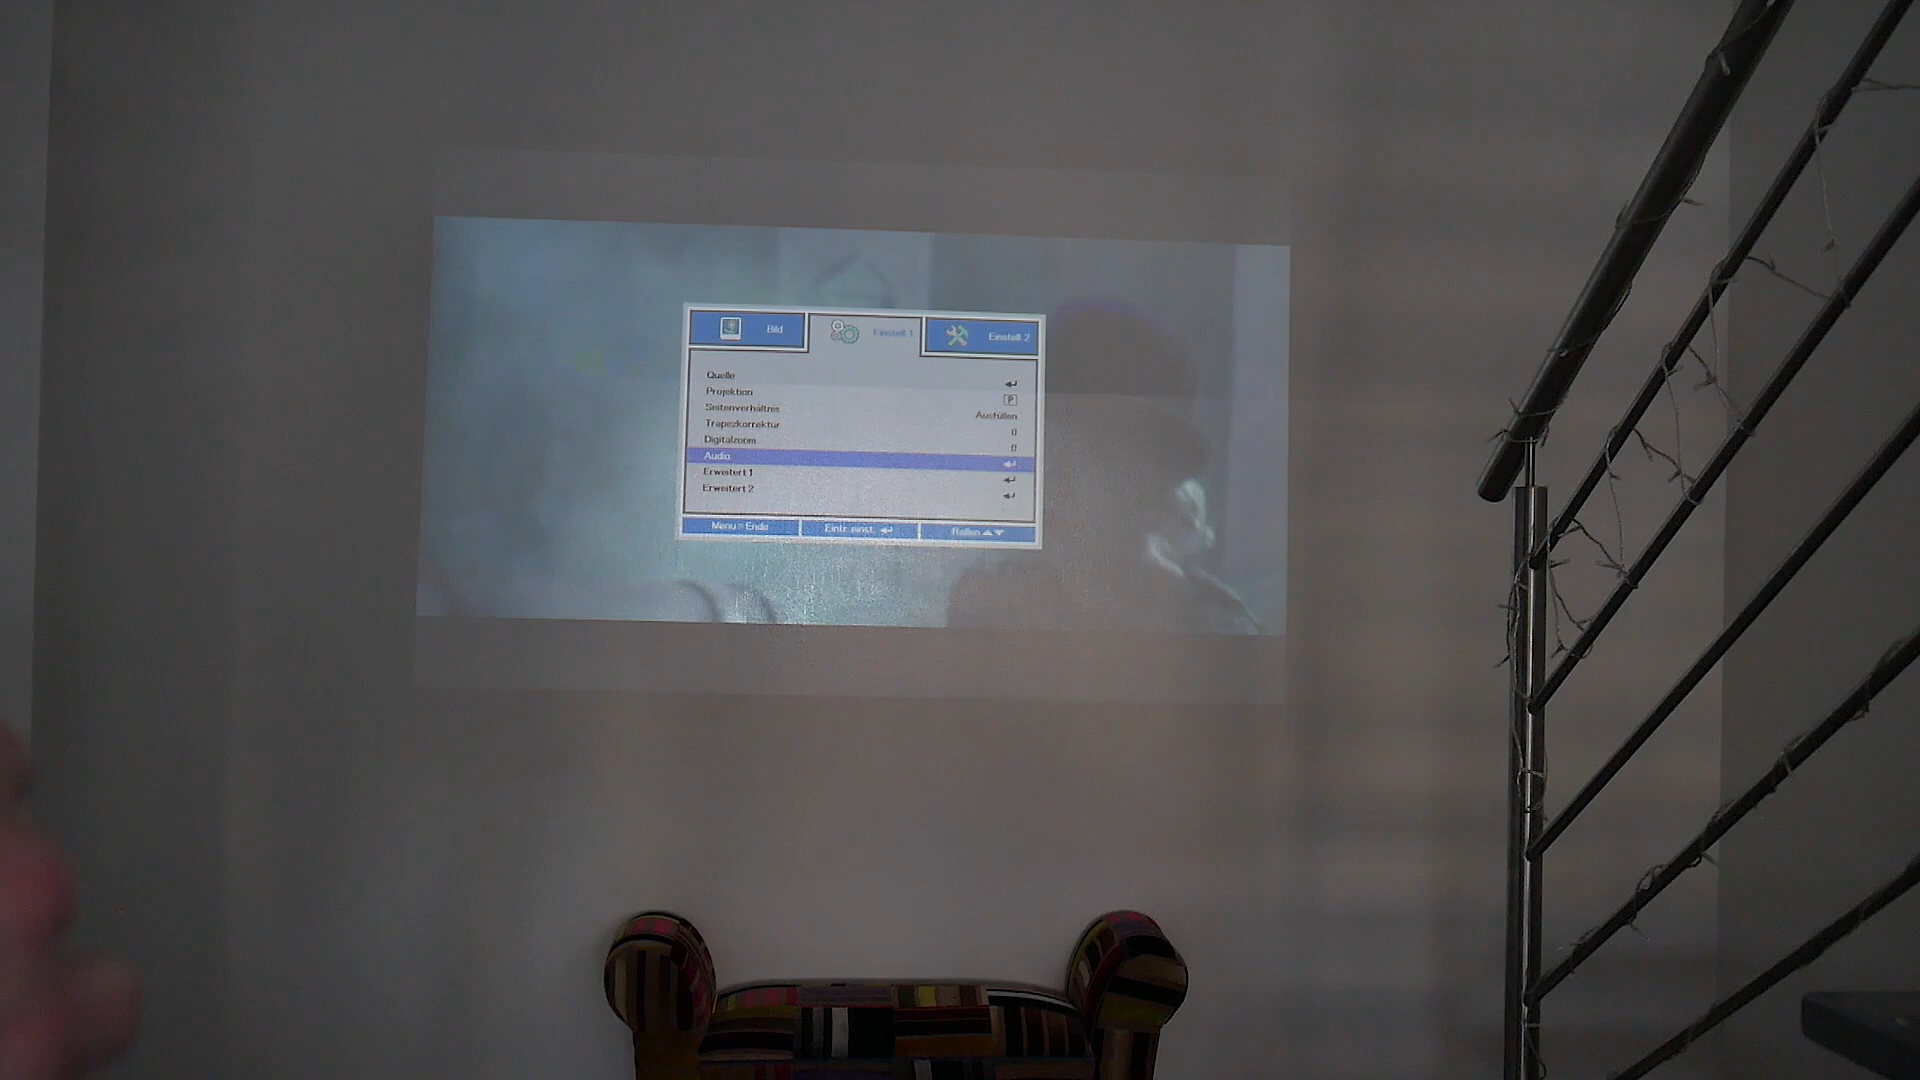 Bild Einstell 1 Einstell 2
Quelle
Projektion P
Seitenverhältnis Ausfüllen
Trapezkorrektur 0
Digitalzoom 0
Audio
Erweitert 1
Erweitert 2
Menu = Ende Eintr. einst. Rollen